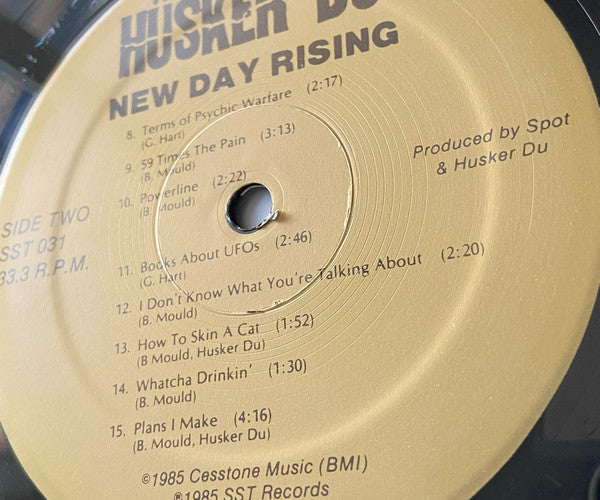 HÜSKER DÜ
NEW DAY RISING
8. Terms of Psychic Warfare (2:17)
(G. Hart)
9. 59 Times The Pain (3:13)
(B. Mould)
10. Powerline (2:22)
(B. Mould)
SIDE TWO
SST 031
33.3 R.P.M.
Produced by Spot
& Husker Du
11. Books About UFOs (2:46)
(G. Hart)
12. I Don't Know What You're Talking About (2:20)
(B. Mould)
13. How To Skin A Cat (1:52)
(B Mould, Husker Du)
14. Whatcha Drinkin' (1:30)
(B. Mould)
15. Plans I Make (4:16)
(B. Mould, Husker Du)
©1985 Cesstone Music (BMI)
℗1985 SST Records